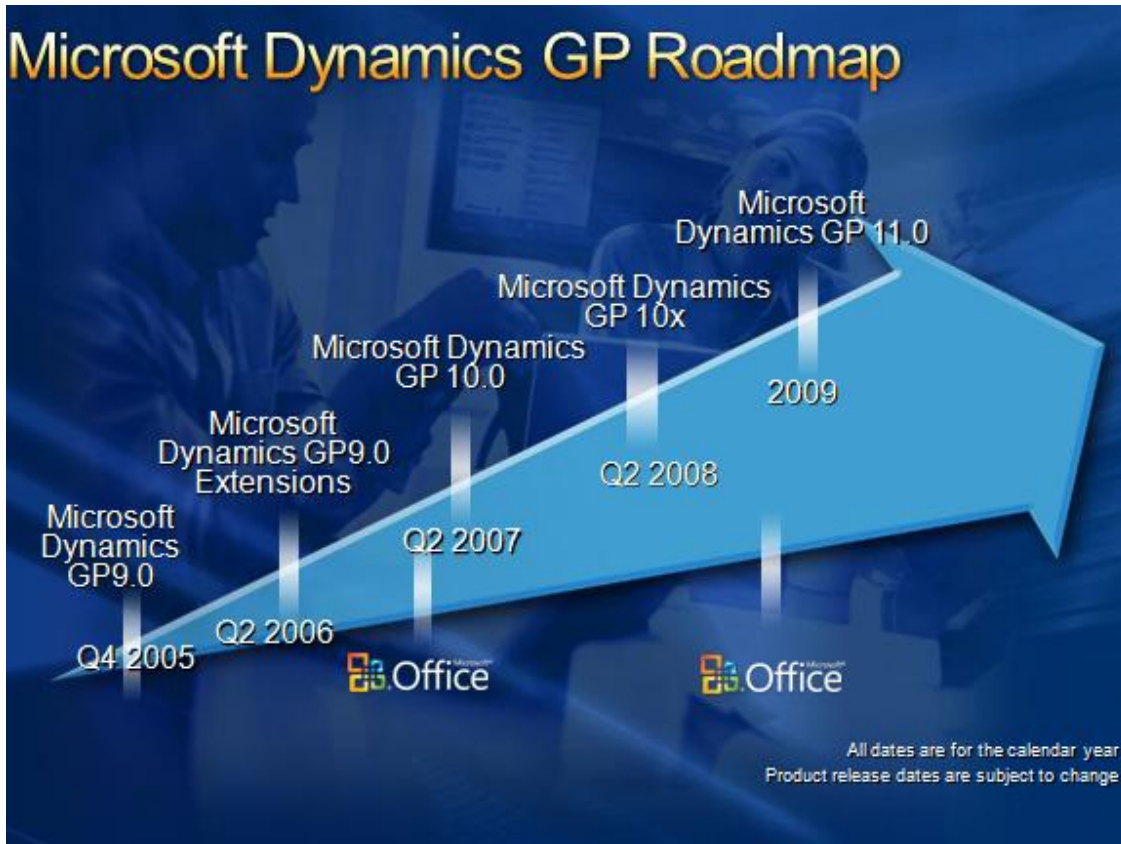 Microsoft Dynamics GP Roadmap
Microsoft
Dynamics GP 11.0
2009
Microsoft Dynamics
GP 10x
Q2 2008
Microsoft Dynamics
GP 10.0
Q2 2007
Microsoft
Dynamics GP9.0
Extensions
Q2 2006
Microsoft
Dynamics
GP9.0
Q4 2005
Microsoft
Office
Microsoft
Office
All dates are for the calendar year
Product release dates are subject to change